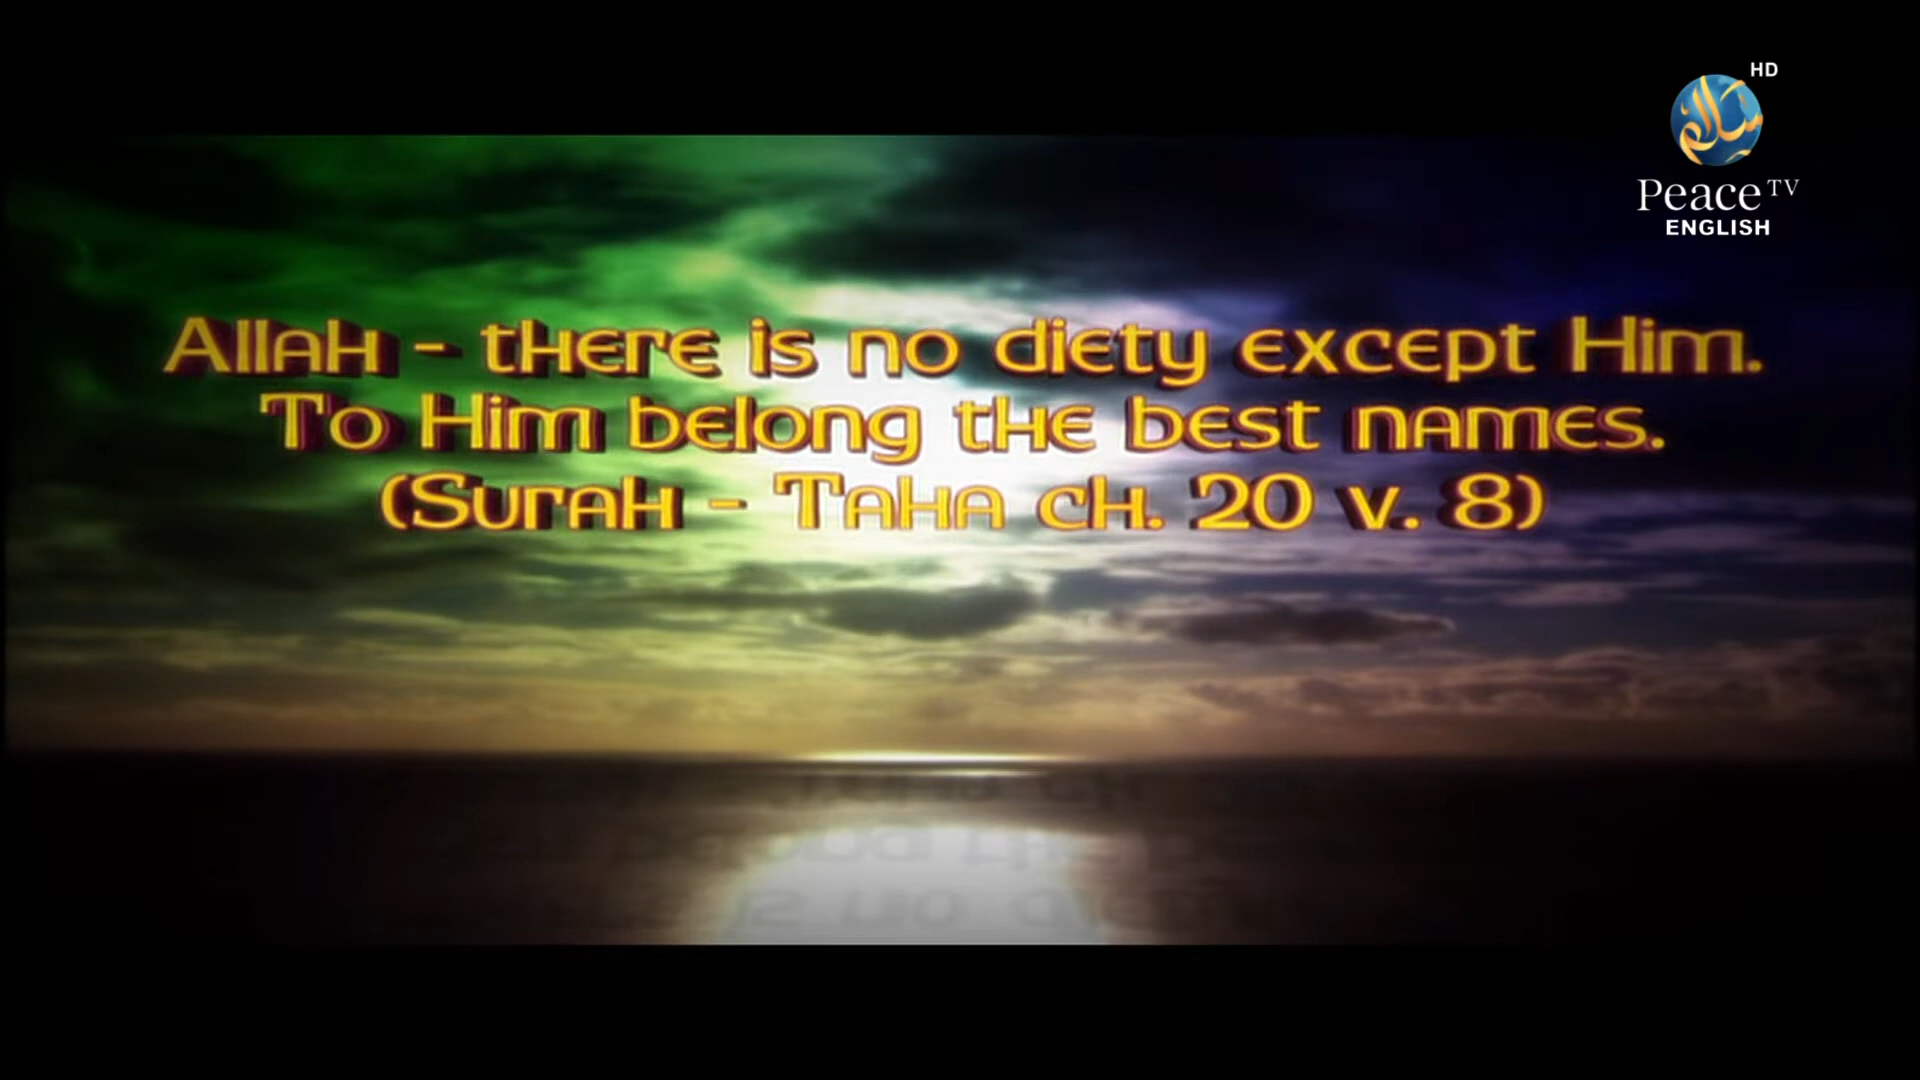 HD
سلام
Peace TV
ENGLISH
Allah - there is no diety except Him.
To Him belong the best names.
(Surah - Taha ch. 20 v. 8)